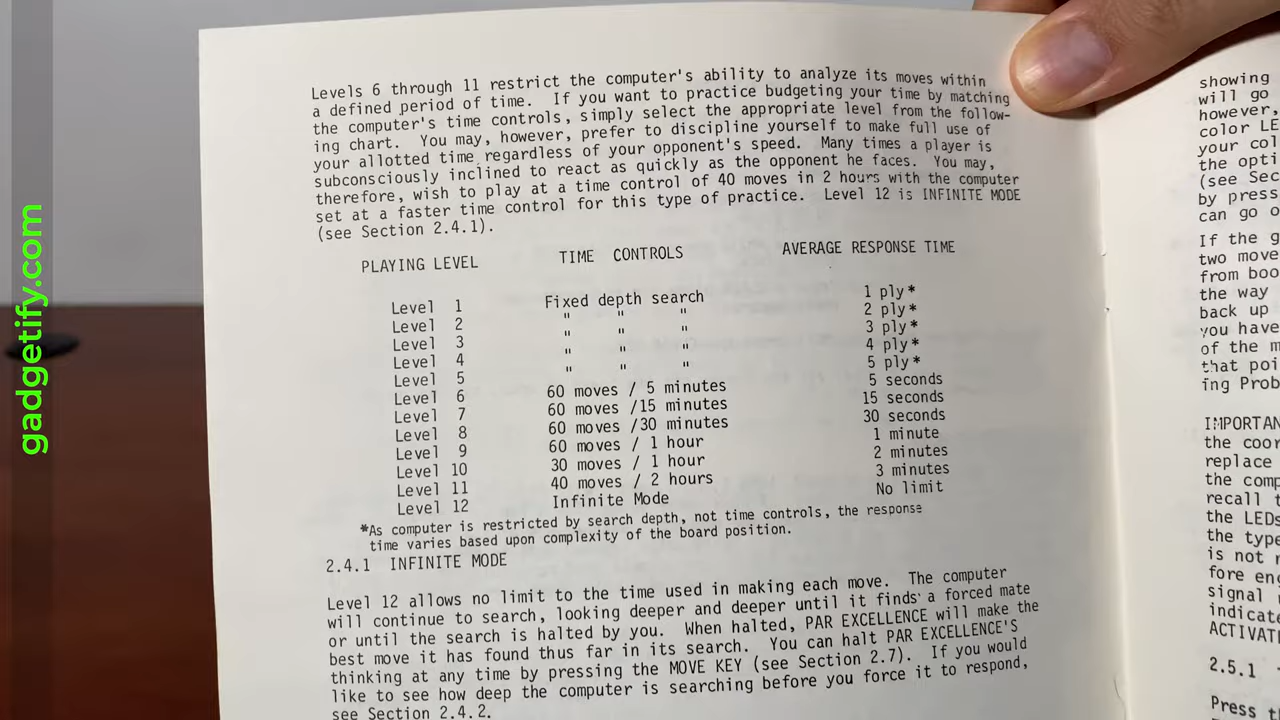 gadgetify.com
Levels 6 through 11 restrict the computer's ability to analyze its moves within
a defined period of time. If you want to practice budgeting your time by matching
the computer's time controls, simply select the appropriate level from the follow-
ing chart. You may, however, prefer to discipline yourself to make full use of
your allotted time regardless of your opponent's speed. Many times a player is
subconsciously inclined to react as quickly as the opponent he faces. You may,
therefore, wish to play at a time control of 40 moves in 2 hours with the computer
set at a faster time control for this type of practice. Level 12 is INFINITE MODE
(see Section 2.4.1).
PLAYING LEVEL TIME CONTROLS AVERAGE RESPONSE TIME
Level 1 Fixed depth search 1 ply*
Level 2 " " " 2 ply*
Level 3 " " " 3 ply*
Level 4 " " " 4 ply*
Level 5 " " " 5 ply*
Level 6 60 moves / 5 minutes 5 seconds
Level 7 60 moves /15 minutes 15 seconds
Level 8 60 moves /30 minutes 30 seconds
Level 9 60 moves / 1 hour 1 minute
Level 10 30 moves / 1 hour 2 minutes
Level 11 40 moves / 2 hours 3 minutes
Level 12 Infinite Mode No limit
*As computer is restricted by search depth, not time controls, the response
time varies based upon complexity of the board position.
2.4.1 INFINITE MODE
Level 12 allows no limit to the time used in making each move. The computer
will continue to search, looking deeper and deeper until it finds a forced mate
or until the search is halted by you. When halted, PAR EXCELLENCE will make the
best move it has found thus far in its search. You can halt PAR EXCELLENCE'S
thinking at any time by pressing the MOVE KEY (see Section 2.7). If you would
like to see how deep the computer is searching before you force it to respond,
see Section 2.4.2.
showing
will go
however,
color
your
the
(see
by press
can go
If the
two move
from
the way
back up
you have
of the
that
ing
the
replace
the
recall
the LEDs
the type
is not
fore
signal
2.5.1
Press